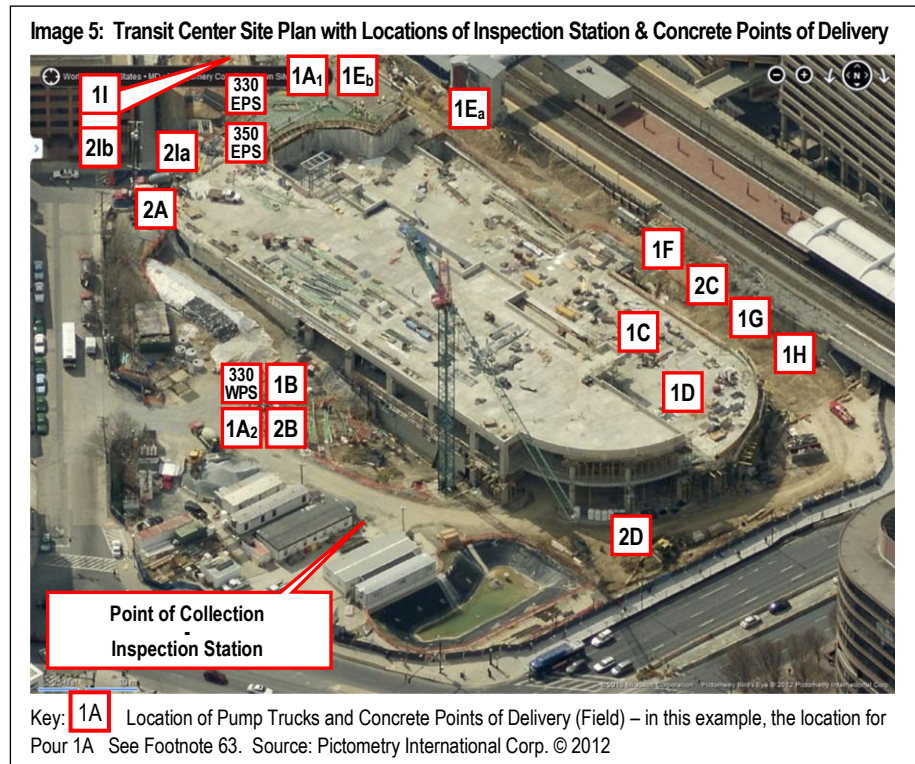 Image 5: Transit Center Site Plan with Locations of Inspection Station & Concrete Points of Delivery
1I
2Ib
330
EPS
1A1
1Eb
1Ea
350
EPS
2Ia
2A
1F
2C
1G
1H
1C
1D
330
WPS
1B
1A2
2B
2D
N
Point of Collection
-
Inspection Station
Key: 1A Location of Pump Trucks and Concrete Points of Delivery (Field) – in this example, the location for
Pour 1A See Footnote 63. Source: Pictometry International Corp. © 2012